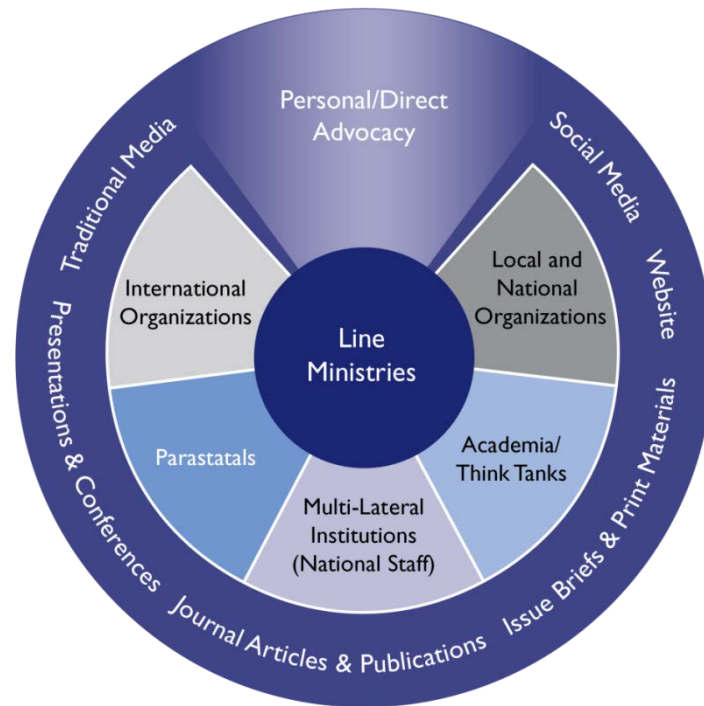 Personal/Direct
Advocacy
Traditional Media
Social Media
International
Organizations
Local and
National
Organizations
Website
Line
Ministries
Presentations & Conferences
Parastatals
Academia/
Think Tanks
Issue Briefs & Print Materials
Multi-Lateral
Institutions
(National Staff)
Journal Articles & Publications